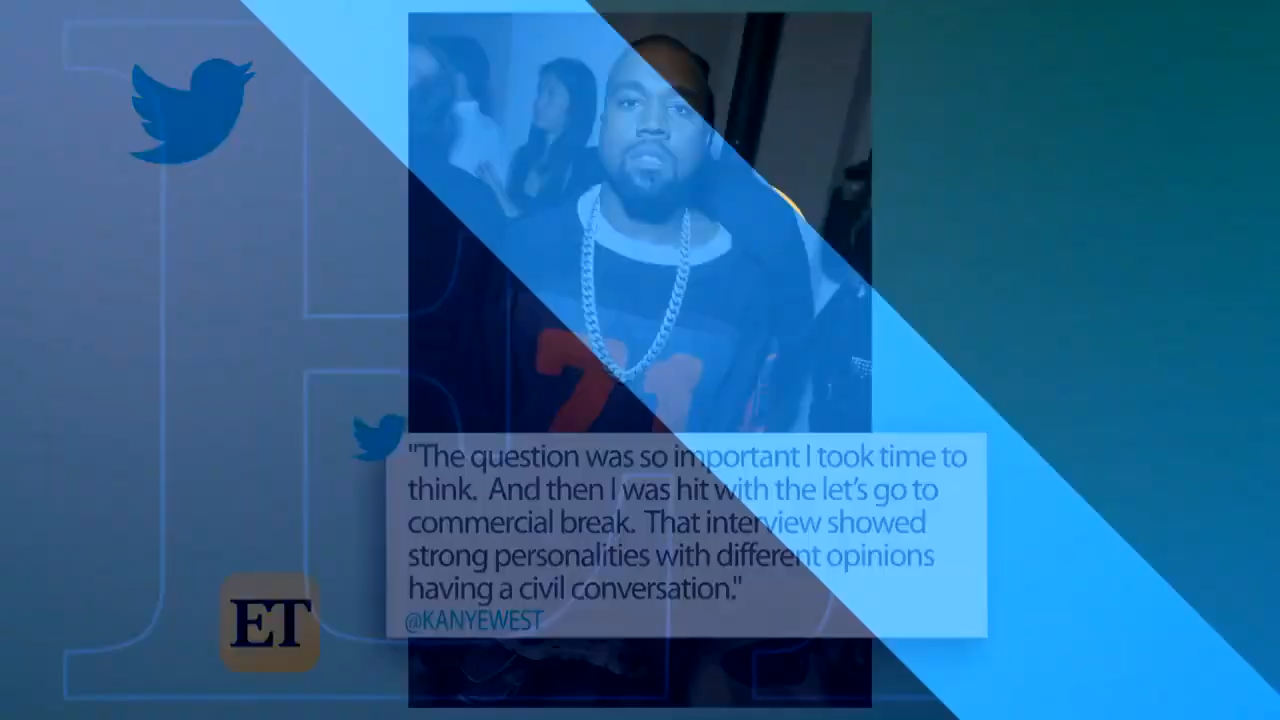 "The question was so important I took time to
think.  And then I was hit with the let's go to
commercial break.  That interview showed
strong personalities with different opinions
having a civil conversation."
@KANYEWEST
ET
71